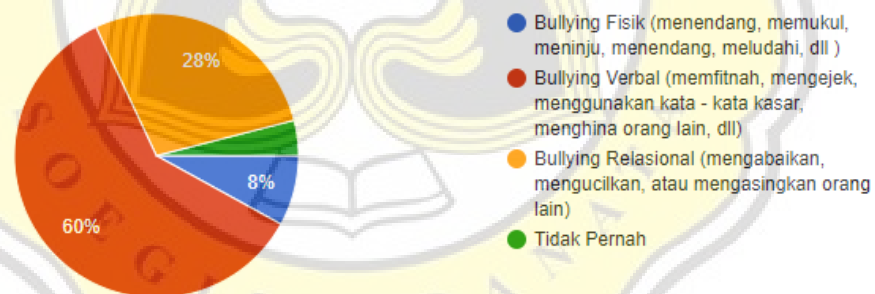 28%
8%
60%
Bullying Fisik (menendang, memukul,
meninju, menendang, meludahi, dll )
Bullying Verbal (memfitnah, mengejek,
menggunakan kata - kata kasar,
menghina orang lain, dll)
Bullying Relasional (mengabaikan,
mengucilkan, atau mengasingkan orang
lain)
Tidak Pernah